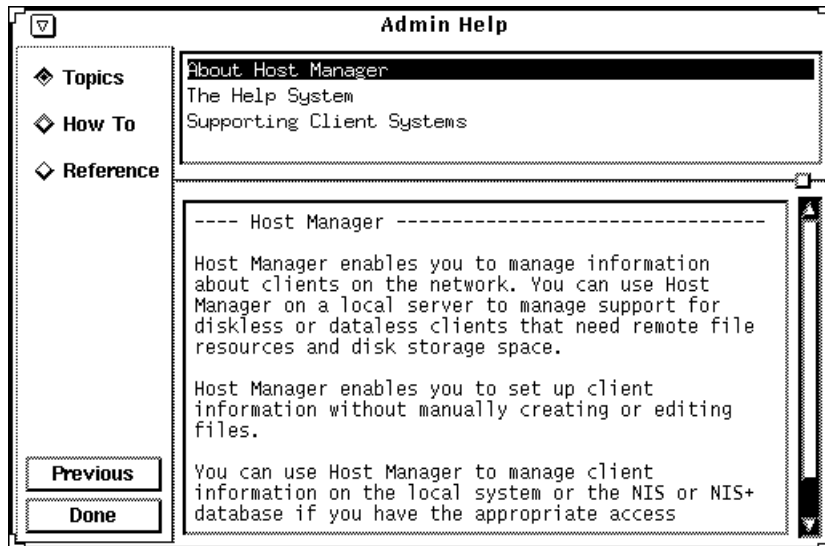 Admin Help
Topics
How To
Reference
About Host Manager
The Help System
Supporting Client Systems
---- Host Manager ---------------------------------
Host Manager enables you to manage information
about clients on the network. You can use Host
Manager on a local server to manage support for
diskless or dataless clients that need remote file
resources and disk storage space.
Host Manager enables you to set up client
information without manually creating or editing
files.
You can use Host Manager to manage client
information on the local system or the NIS or NIS+
database if you have the appropriate access
Previous
Done